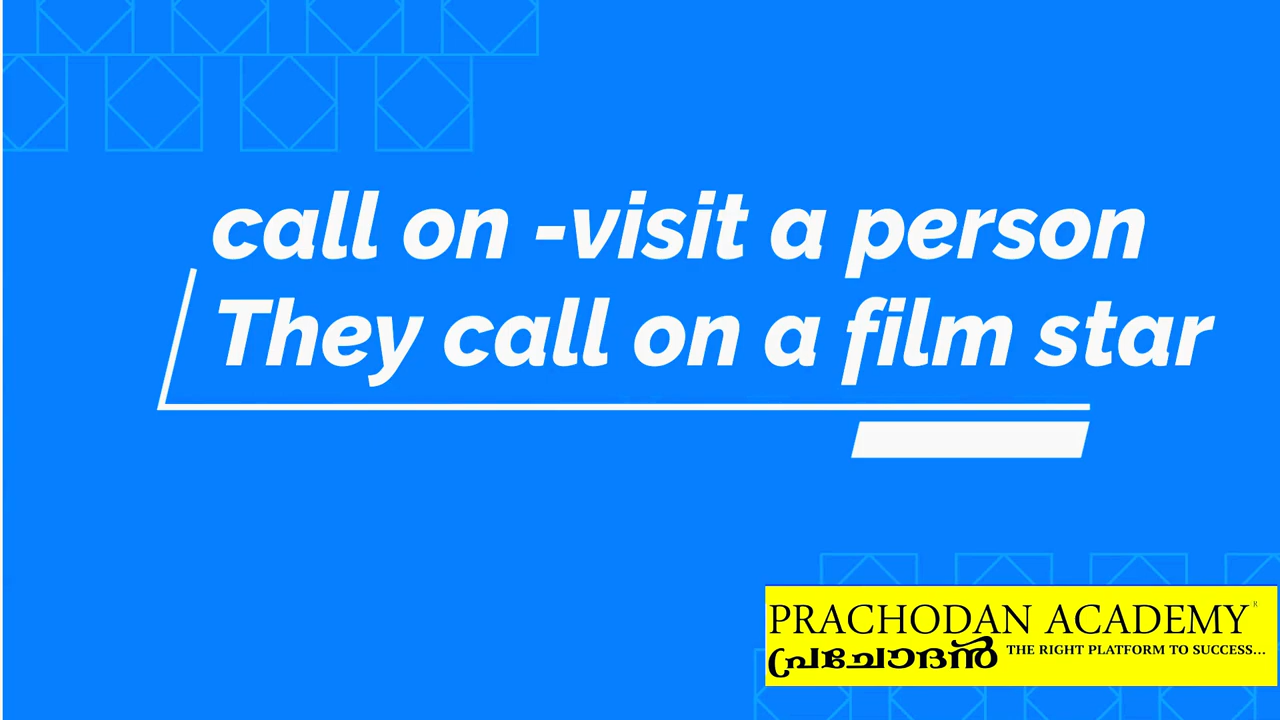 call on -visit a person
They call on a film star
PRACHODAN ACADEMY®
പ്രചോദൻ THE RIGHT PLATFORM TO SUCCESS...